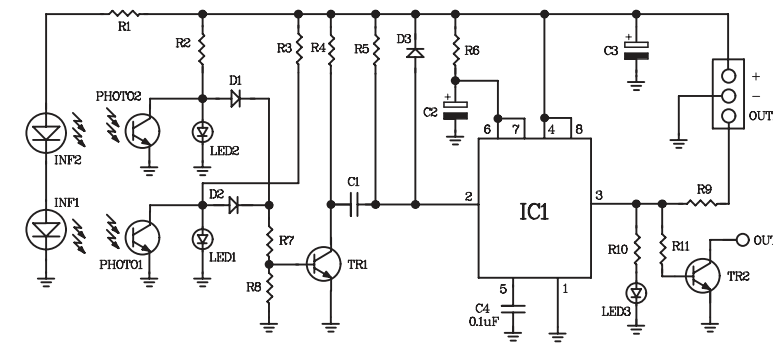 R1
R2
R3
R4
R5
D3
R6
C3
+
+
-
OUT
D1
PHOTO2
+
C2
6
7
4
8
LED2
INF2
INF1
D2
C1
2
IC1
3
R9
PHOTO1
LED1
R7
R8
TR1
R10
R11
OUT
TR2
5
1
C4
0.1uF
LED3